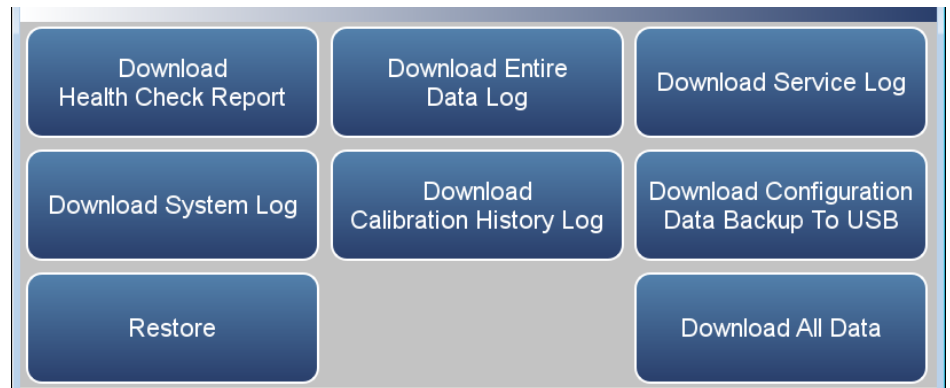 Download
Health Check Report
Download Entire
Data Log
Download Service Log
Download System Log
Download
Calibration History Log
Download Configuration
Data Backup To USB
Restore
Download All Data